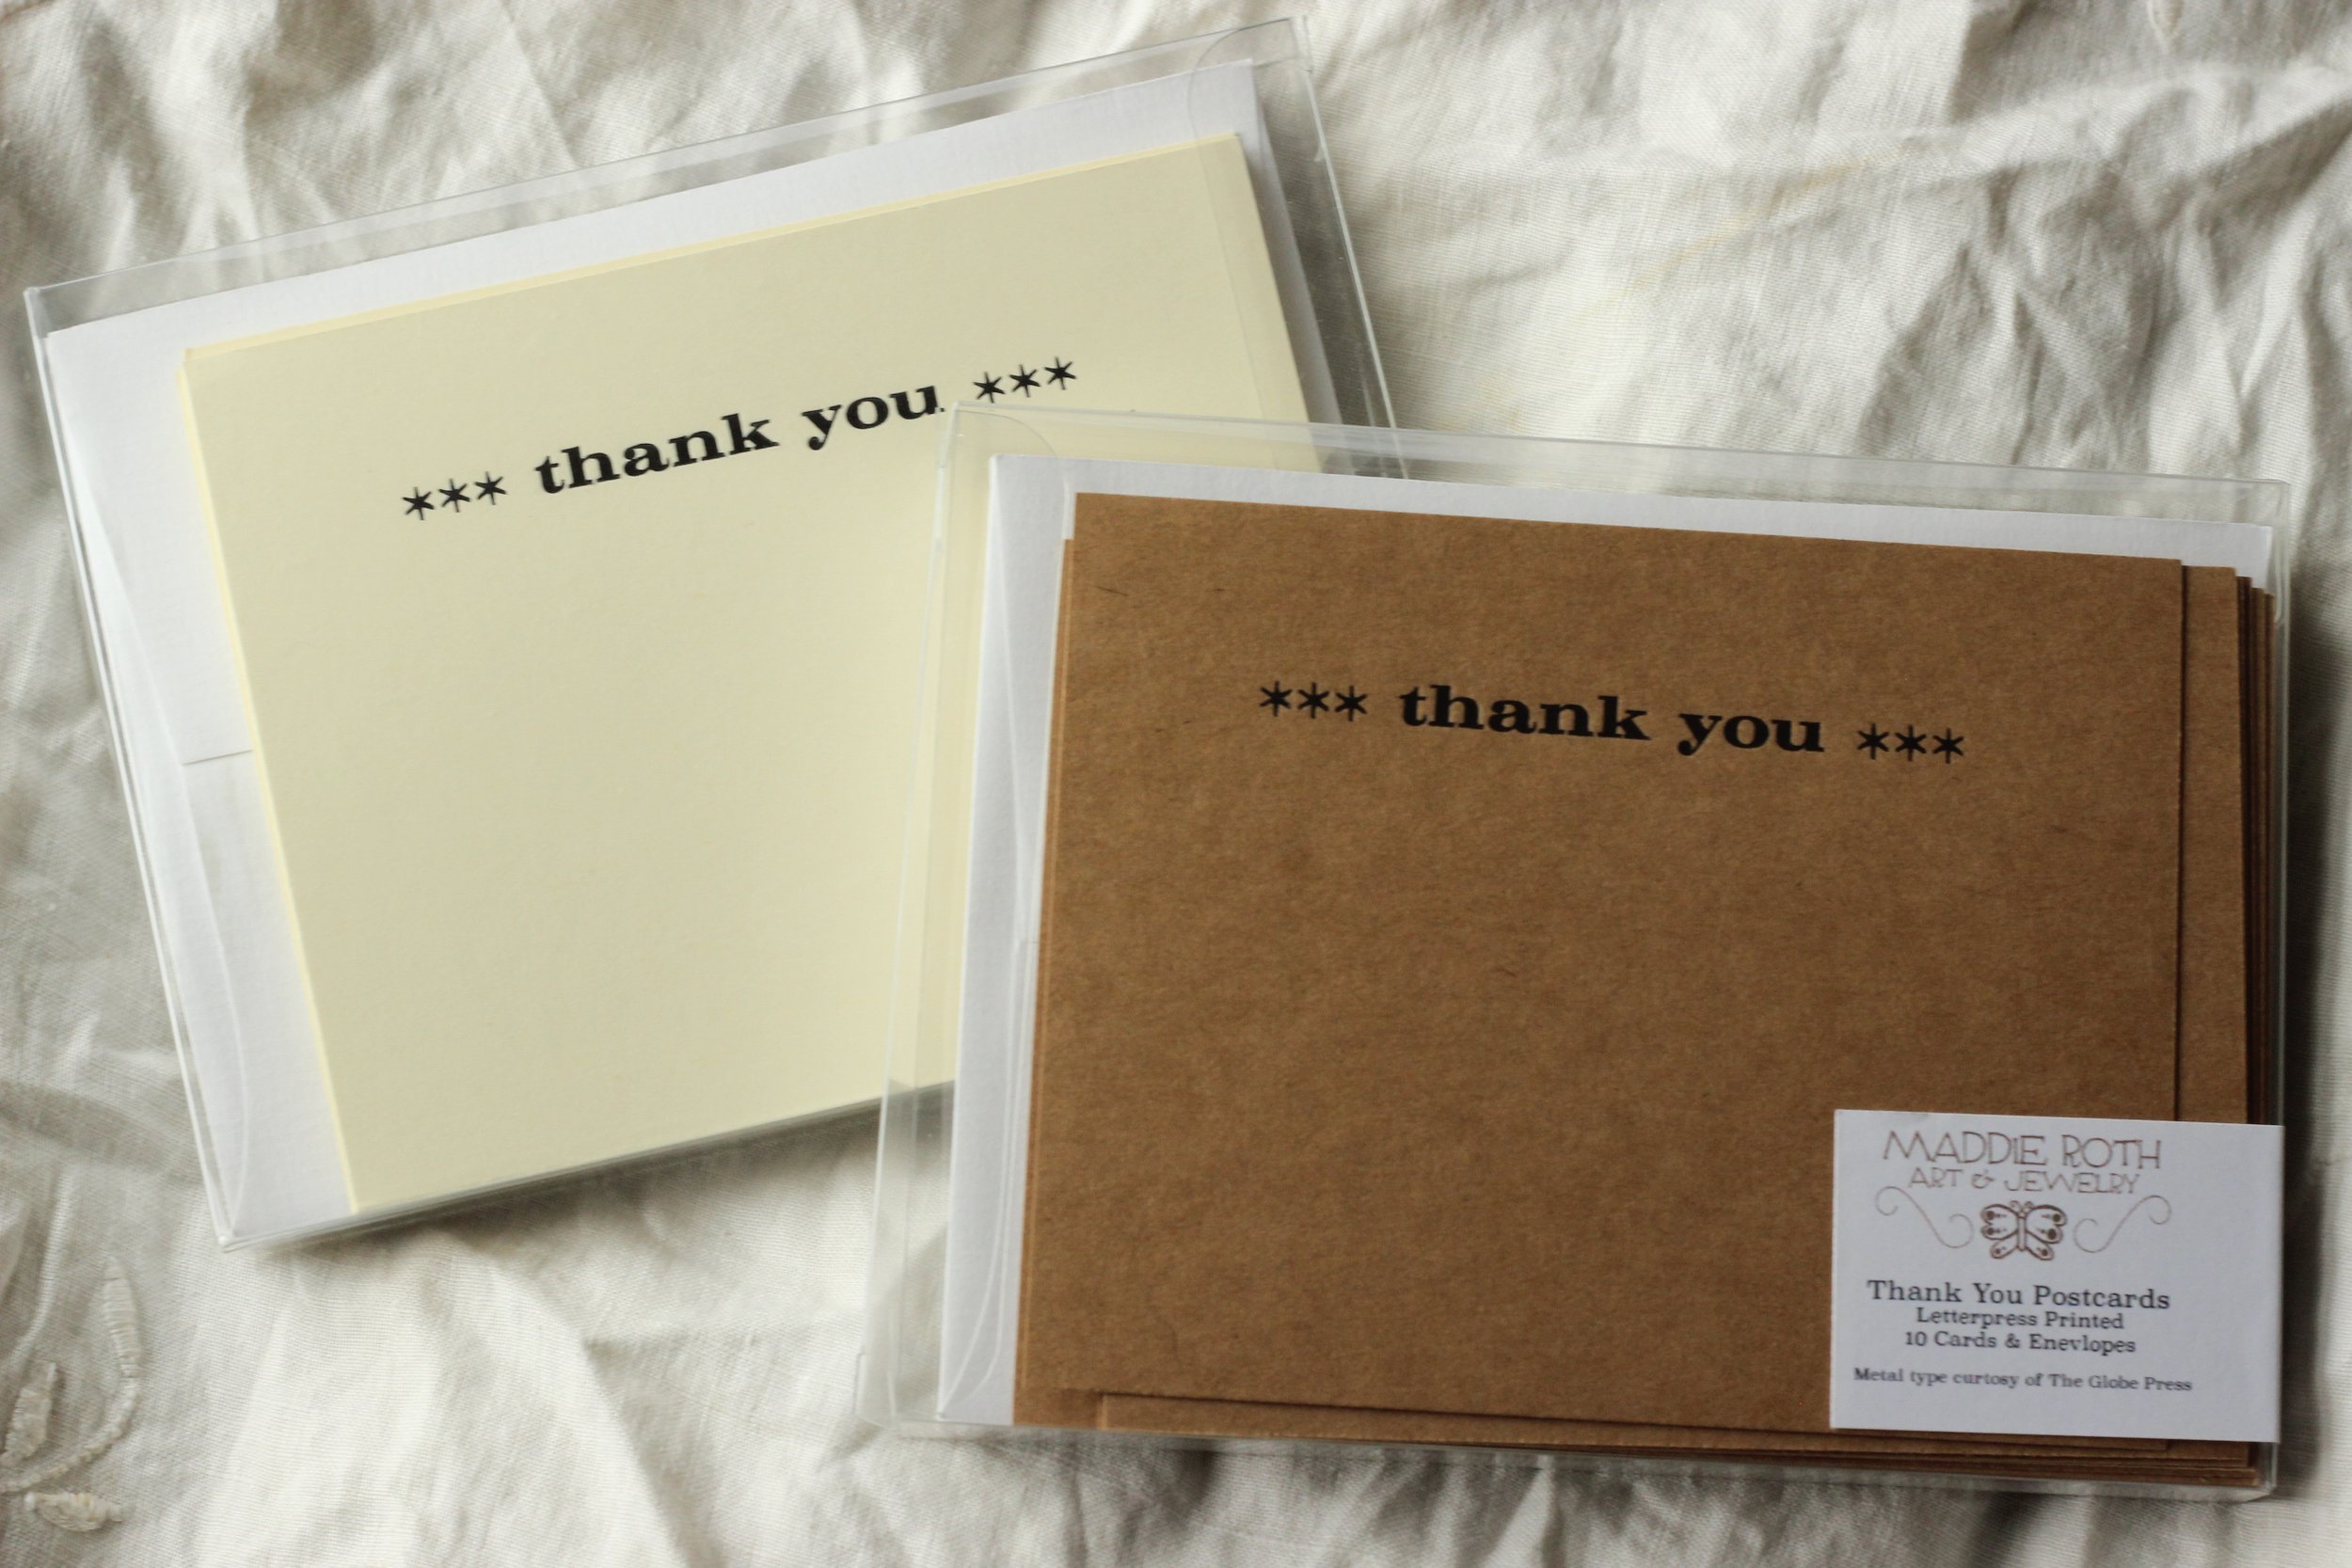 *** thank you ***
*** thank you ***
MADDIE ROTH
ART & JEWELRY
Thank You Postcards
Letterpress Printed
10 Cards & Enevlopes
Metal type curtosy of The Globe Press